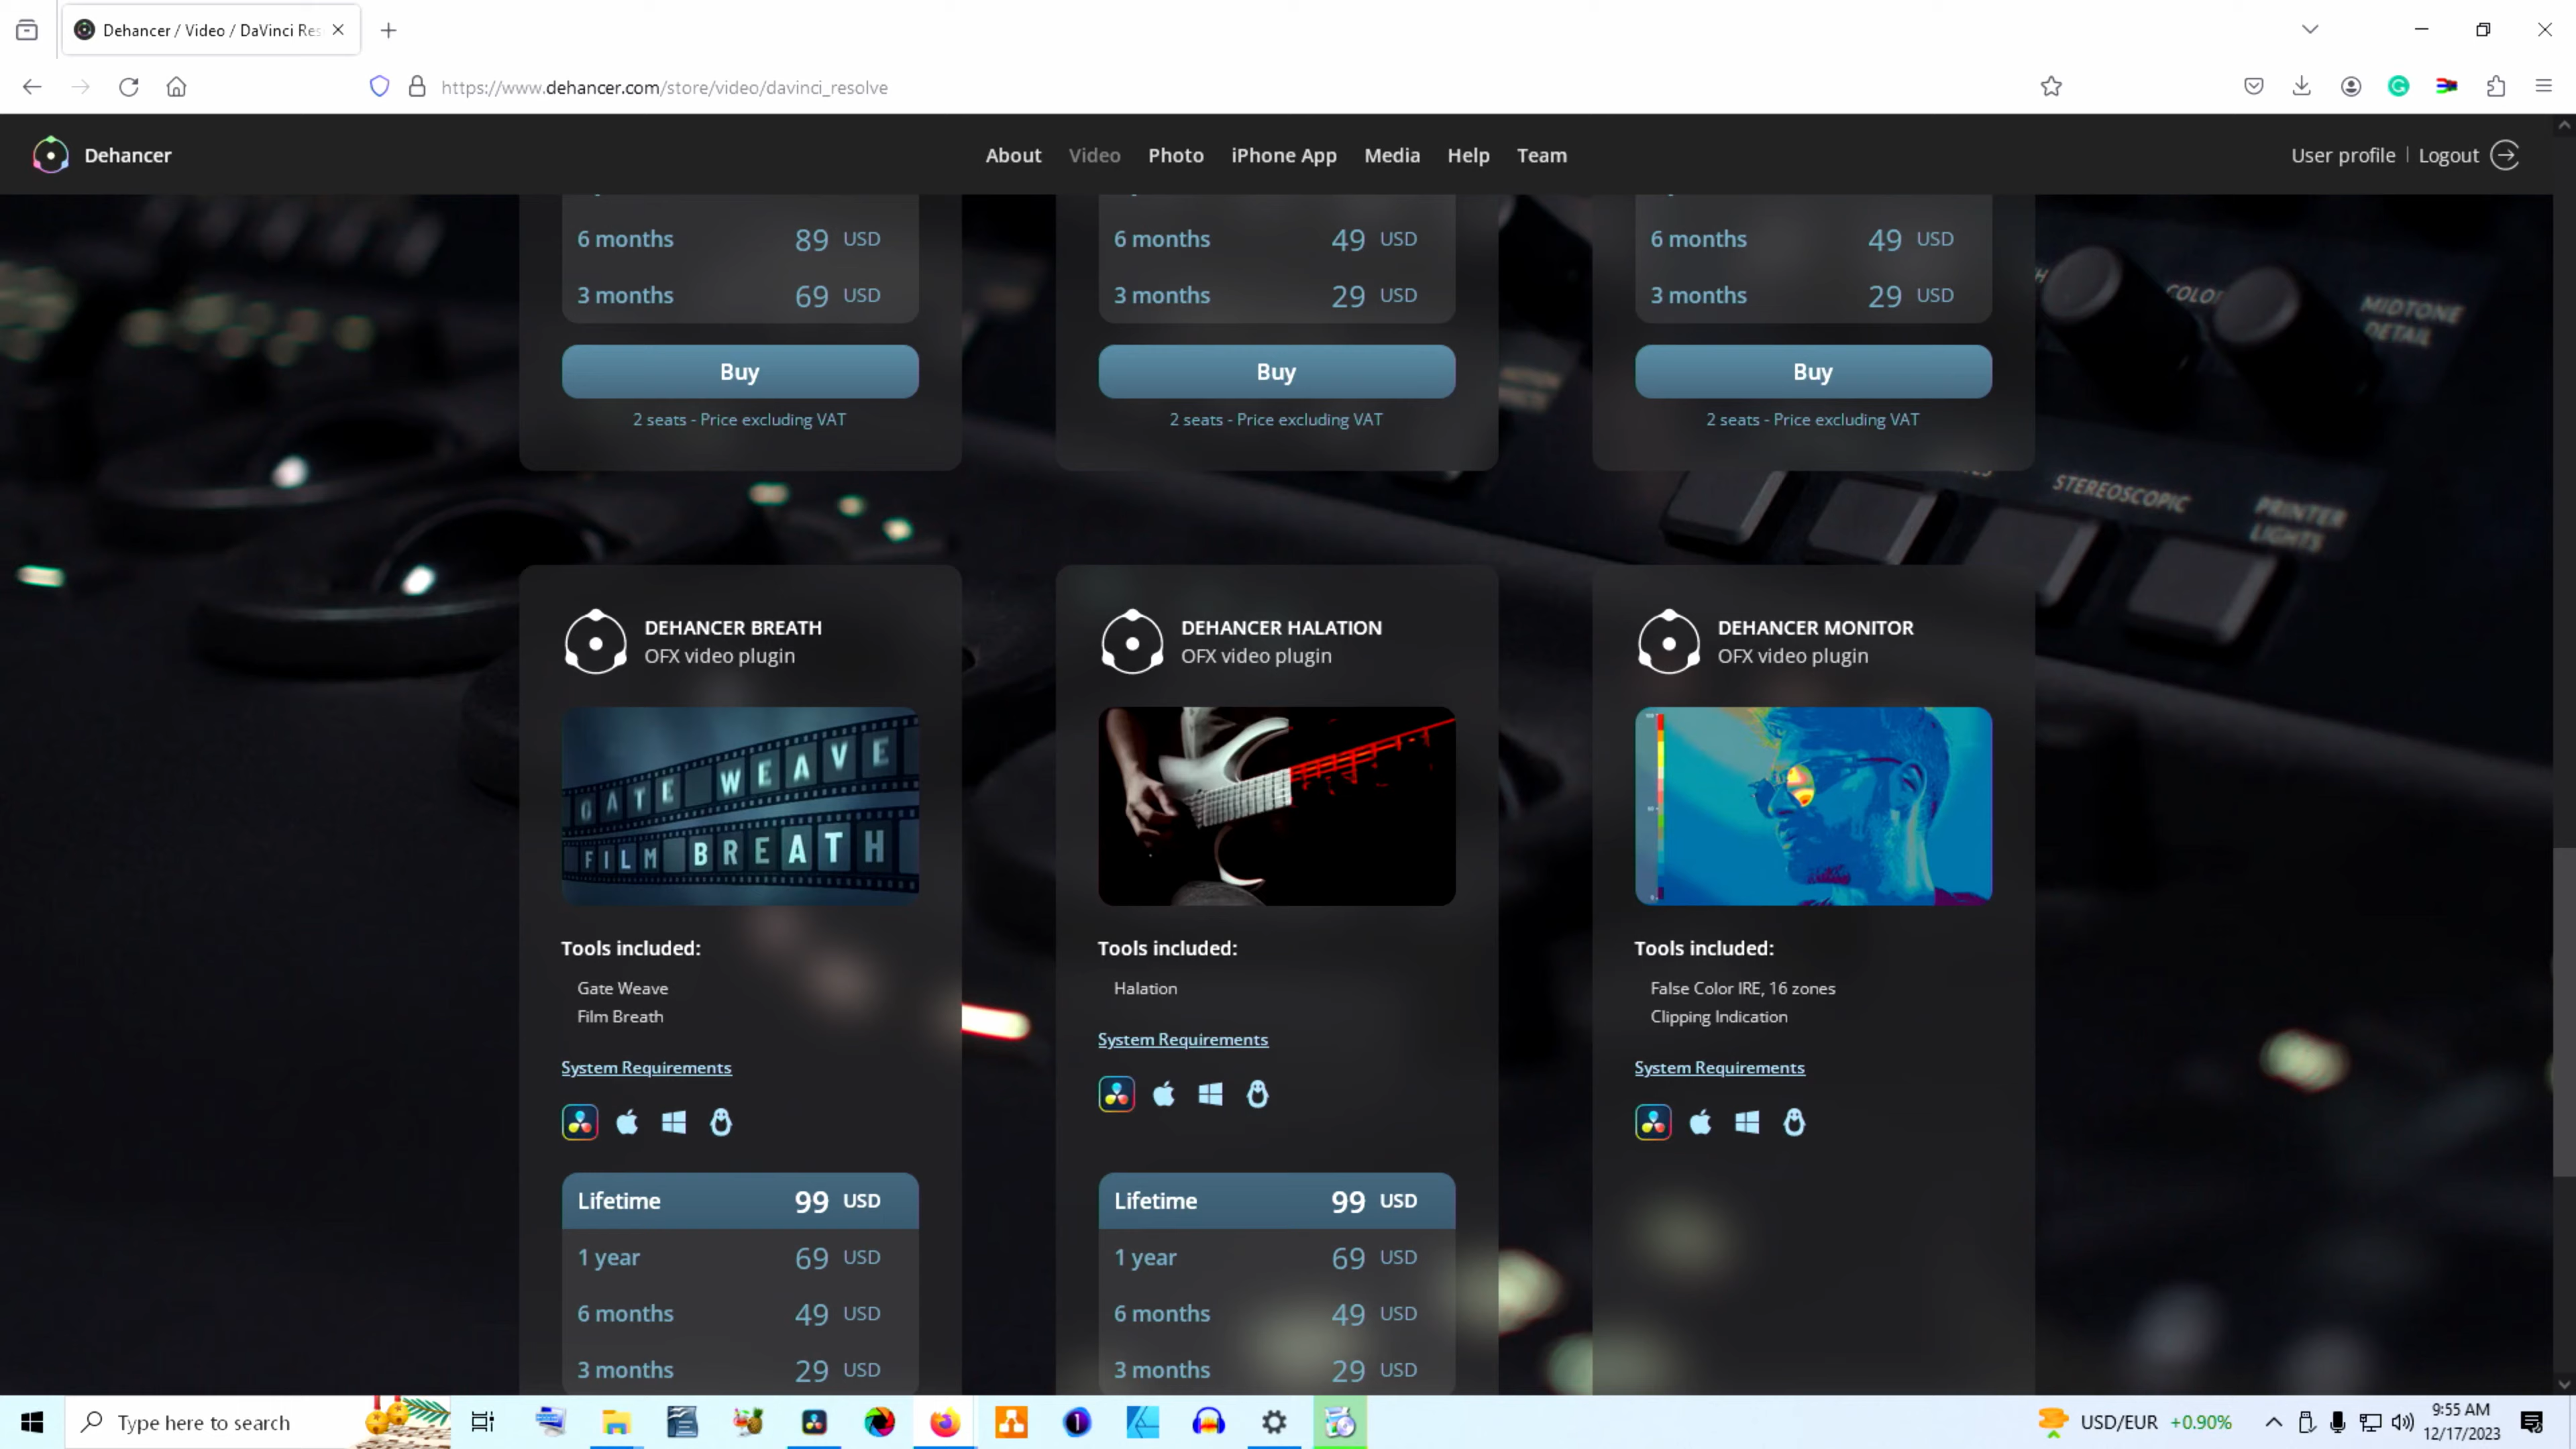 Dehancer / Video / DaVinci Res
https://www.dehancer.com/store/video/davinci_resolve
Dehancer
About Video Photo iPhone App Media Help Team
User profile | Logout
6 months 89 USD
3 months 69 USD
Buy
2 seats - Price excluding VAT
6 months 49 USD
3 months 29 USD
Buy
2 seats - Price excluding VAT
6 months 49 USD
3 months 29 USD
Buy
2 seats - Price excluding VAT
MIDTONE
DETAIL
STEREOSCOPIC
PRINTER
LIGHTS
DEHANCER BREATH
OFX video plugin
GATE WEAVE
FILM BREATH
Tools included:
Gate Weave
Film Breath
System Requirements
Lifetime 99 USD
1 year 69 USD
6 months 49 USD
3 months 29 USD
DEHANCER HALATION
OFX video plugin
Tools included:
Halation
System Requirements
Lifetime 99 USD
1 year 69 USD
6 months 49 USD
3 months 29 USD
DEHANCER MONITOR
OFX video plugin
Tools included:
False Color IRE, 16 zones
Clipping Indication
System Requirements
Type here to search
USD/EUR +0.90%
9:55 AM
12/17/2023